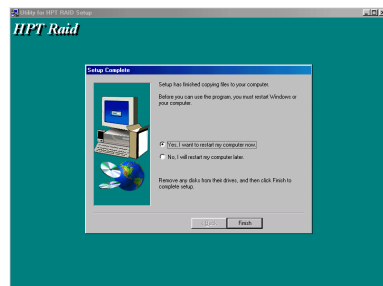 Utility for HPT RAID Setup
HPT Raid
Setup Complete
Setup has finished copying files to your computer.
Before you can use the program, you must restart Windows or
your computer.
Yes, I want to restart my computer now.
No, I will restart my computer later.
Remove any disks from their drives, and then click Finish to
complete setup.
< Back
Finish